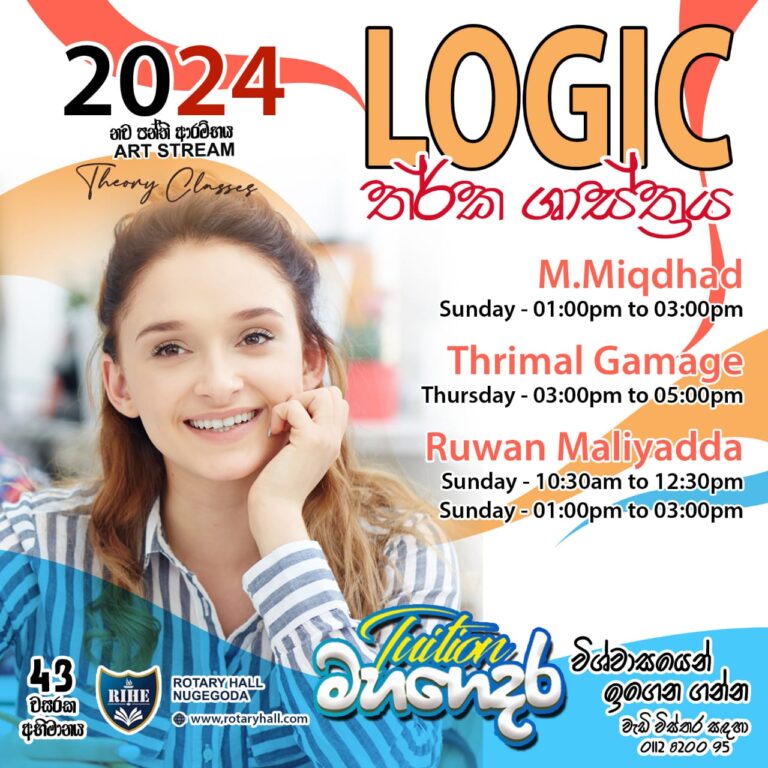 2024
නව පන්ති ආරම්භය
ART STREAM
Theory Classes
LOGIC
තර්ක ශාස්ත්‍රය
M.Miqdhad
Sunday - 01:00pm to 03:00pm
Thrimal Gamage
Thursday - 03:00pm to 05:00pm
Ruwan Maliyadda
Sunday - 10:30am to 12:30pm
Sunday - 01:00pm to 03:00pm
43
වසරක
අභිමානය
RIHE
ROTARY HALL
NUGEGODA
www.rotaryhall.com
Tuition
මහගෙදර
විශ්වාසයෙන්
ඉගෙන ගන්න
වැඩි විස්තර සඳහා
0112 8200 95